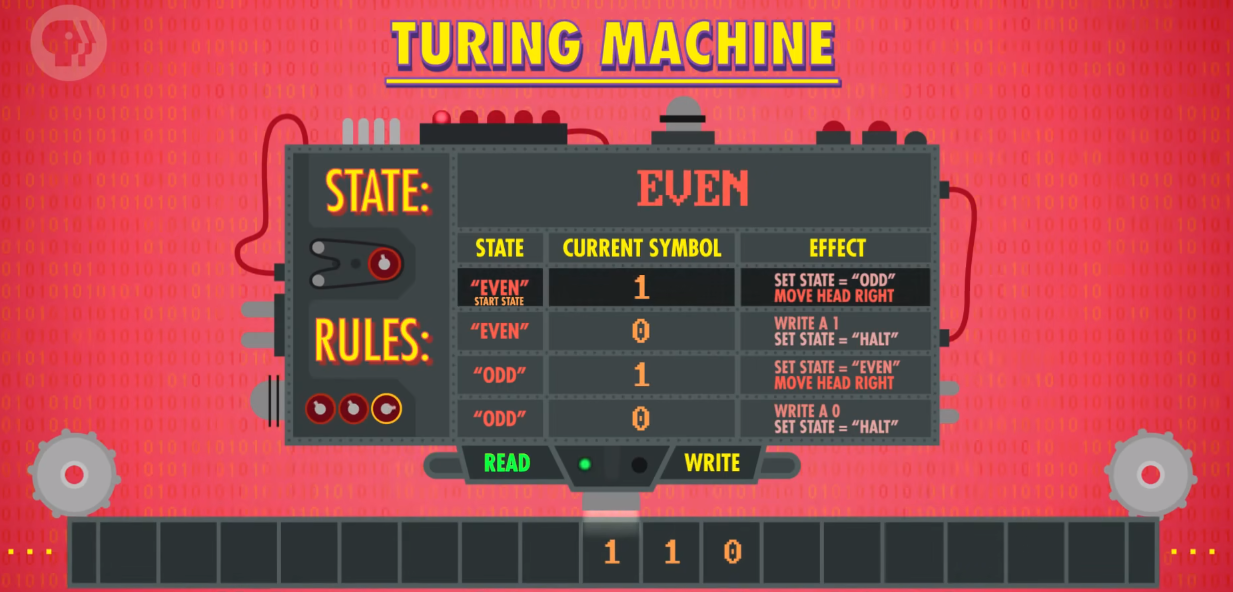 TURING MACHINE
STATE:
EVEN
STATE CURRENT SYMBOL EFFECT
"EVEN" 1 SET STATE = "ODD"
START STATE MOVE HEAD RIGHT
RULES:
"EVEN" 0 WRITE A 1
SET STATE = "HALT"
"ODD" 1 SET STATE = "EVEN"
MOVE HEAD RIGHT
"ODD" 0 WRITE A 0
SET STATE = "HALT"
READ WRITE
... 1 1 0 ...